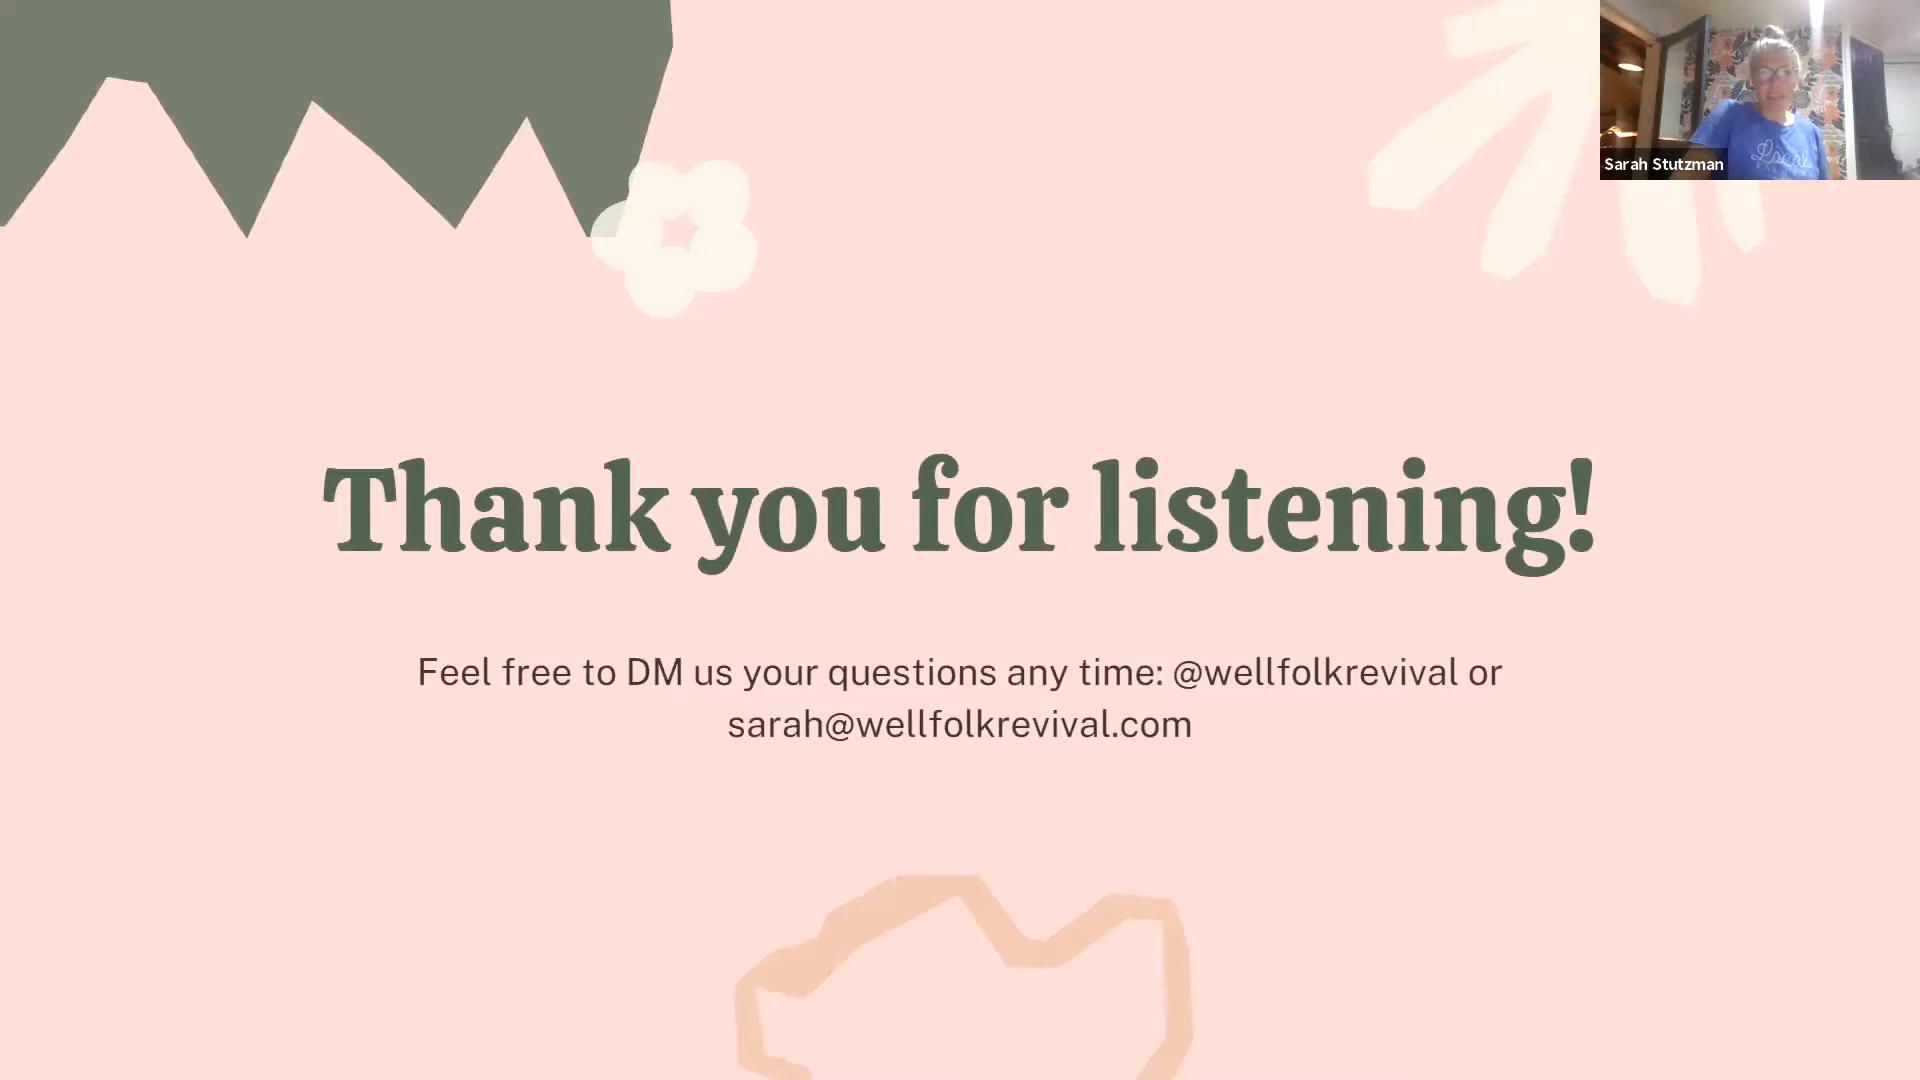 Sarah Stutzman
Local
Thank you for listening!
Feel free to DM us your questions any time: @wellfolkrevival or
sarah@wellfolkrevival.com